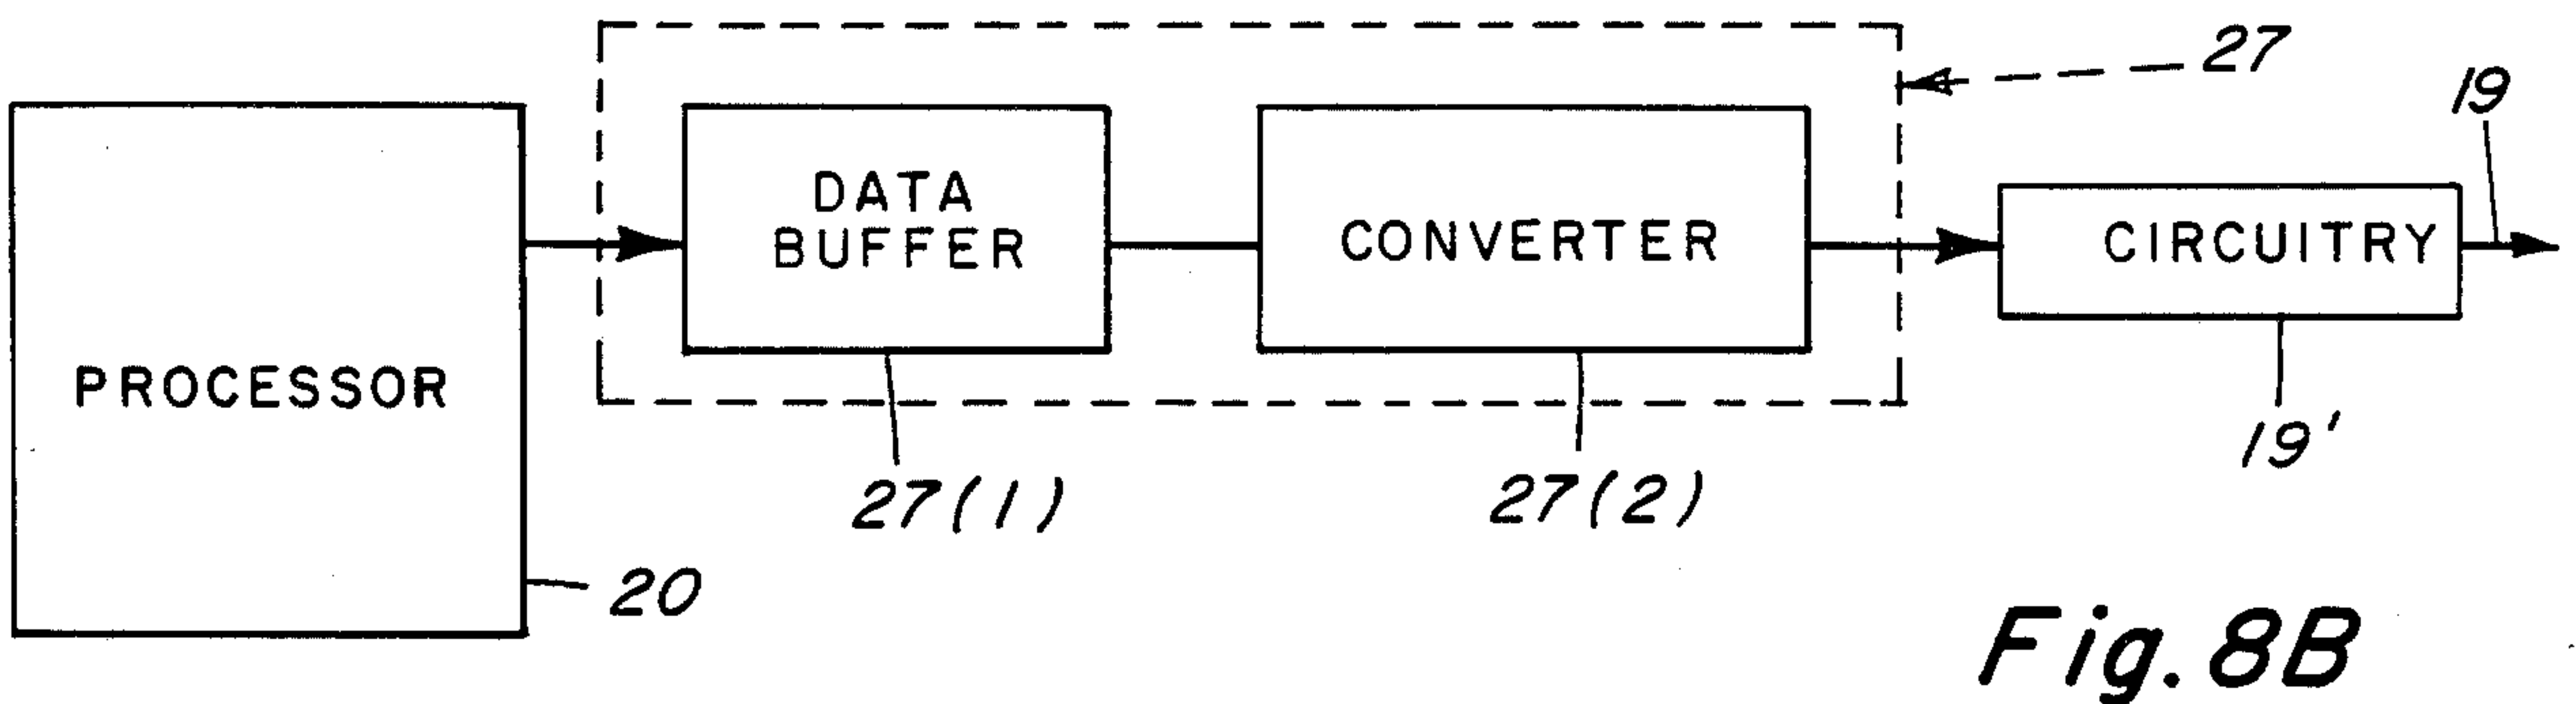 27
19
DATA
BUFFER
CONVERTER
CIRCUITRY
PROCESSOR
19'
27(1)
27(2)
20
Fig. 8B